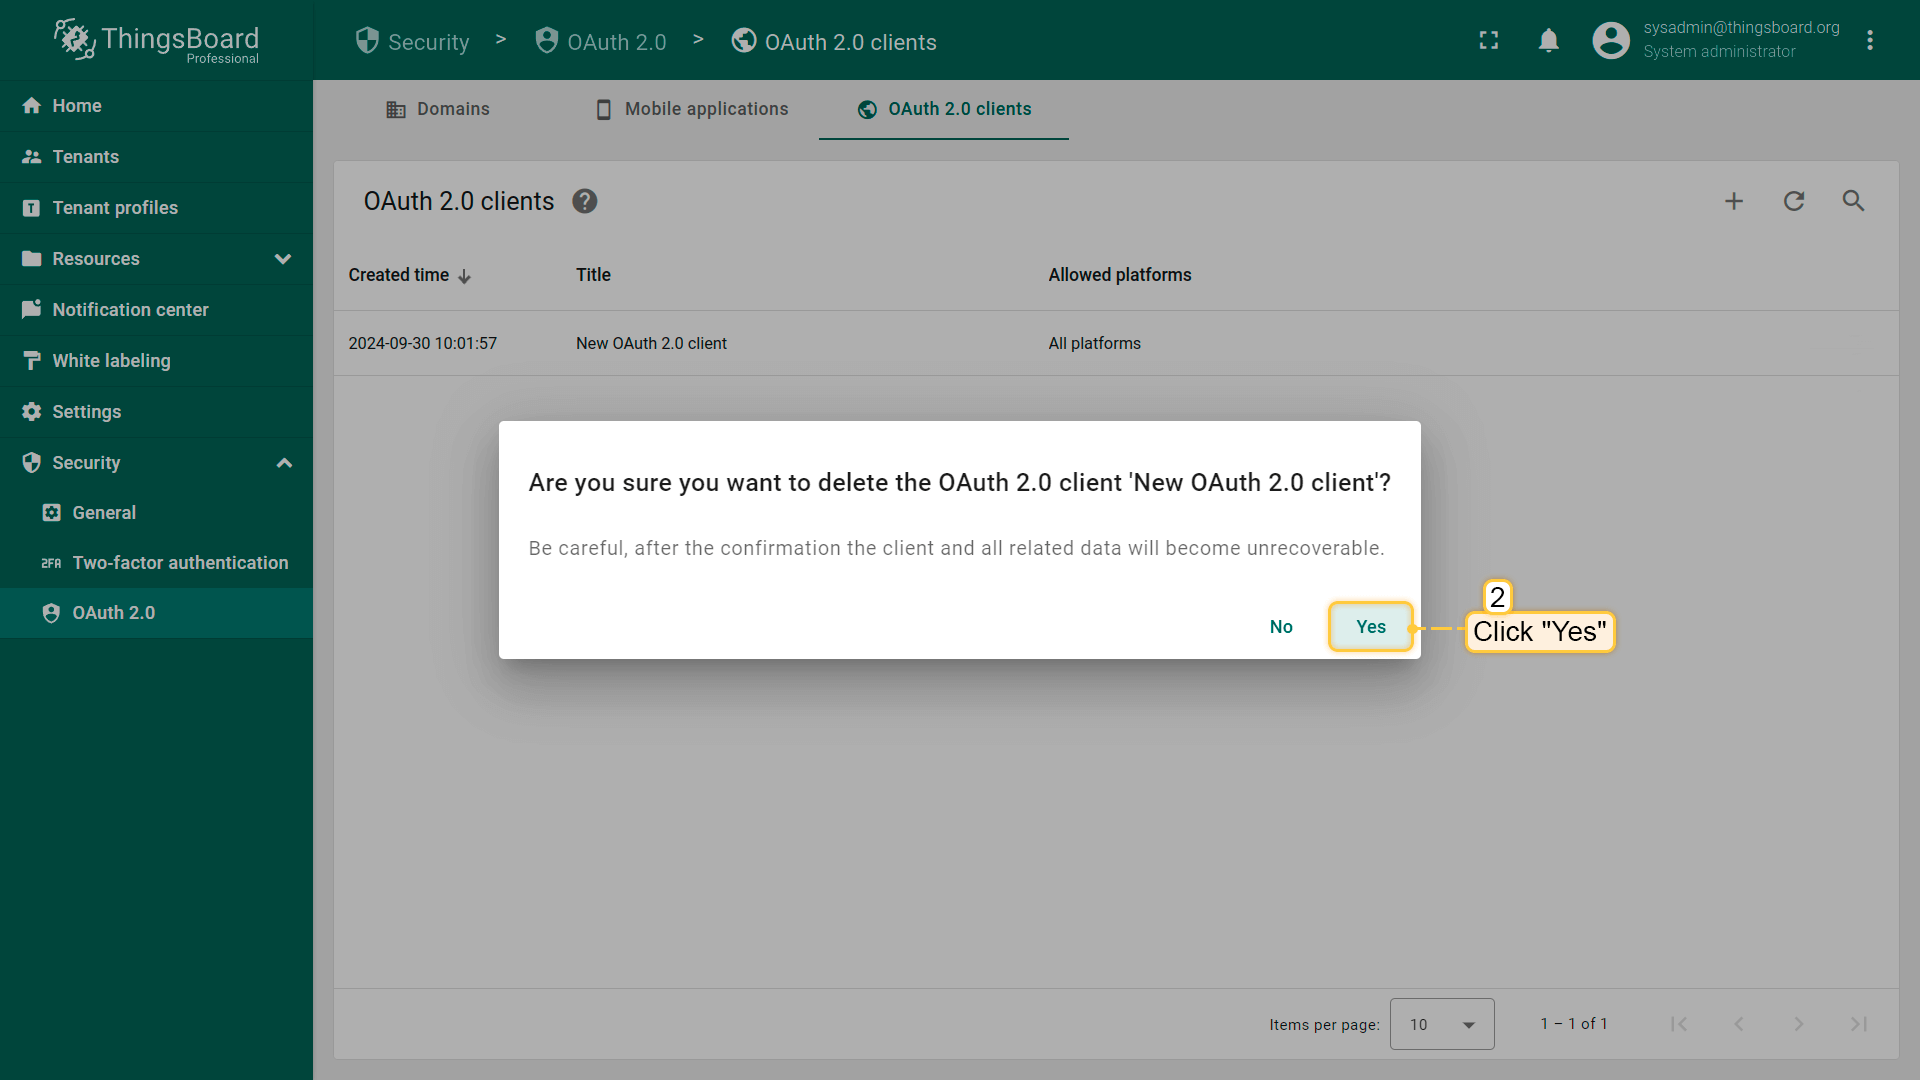 ThingsBoard
Professional
Security > OAuth 2.0 > OAuth 2.0 clients
sysadmin@thingsboard.org
System administrator
Home
Tenants
Tenant profiles
Resources
Notification center
White labeling
Settings
Security
General
2FA Two-factor authentication
OAuth 2.0
Domains
Mobile applications
OAuth 2.0 clients
OAuth 2.0 clients ?
Created time Title Allowed platforms
2024-09-30 10:01:57 New OAuth 2.0 client All platforms
Are you sure you want to delete the OAuth 2.0 client 'New OAuth 2.0 client'?
Be careful, after the confirmation the client and all related data will become unrecoverable.
No Yes
2
Click "Yes"
Items per page: 10 1 – 1 of 1